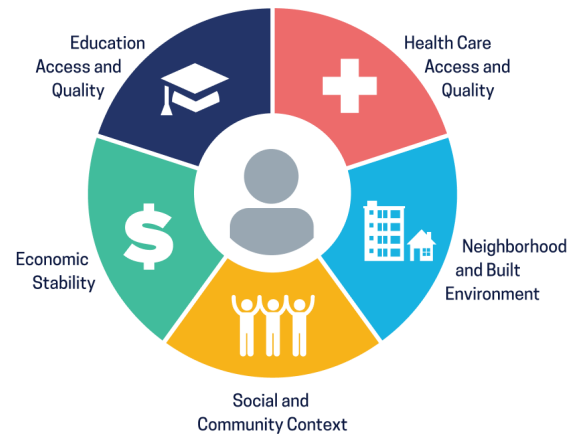 Education
Access and
Quality
Health Care
Access and
Quality
Economic
Stability
Neighborhood
and Built
Environment
Social and
Community Context